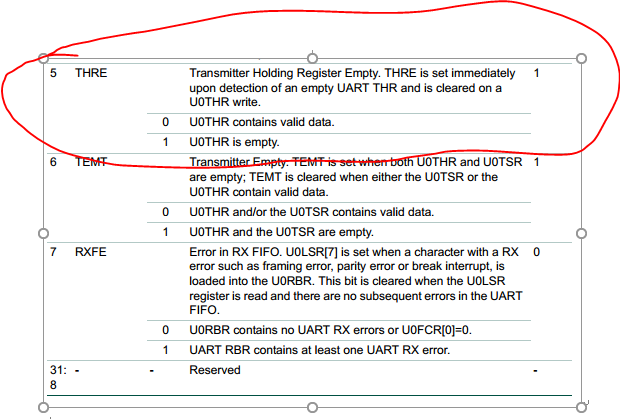 5 THRE Transmitter Holding Register Empty. THRE is set immediately 1
upon detection of an empty UART THR and is cleared on a
U0THR write.
0 U0THR contains valid data.
1 U0THR is empty.
6 TEMT Transmitter Empty. TEMT is set when both U0THR and U0TSR 1
are empty; TEMT is cleared when either the U0TSR or the
U0THR contain valid data.
0 U0THR and/or the U0TSR contains valid data.
1 U0THR and the U0TSR are empty.
7 RXFE Error in RX FIFO. U0LSR[7] is set when a character with a RX 0
error such as framing error, parity error or break interrupt, is
loaded into the U0RBR. This bit is cleared when the U0LSR
register is read and there are no subsequent errors in the UART
FIFO.
0 U0RBR contains no UART RX errors or U0FCR[0]=0.
1 UART RBR contains at least one UART RX error.
31: - - Reserved -
8